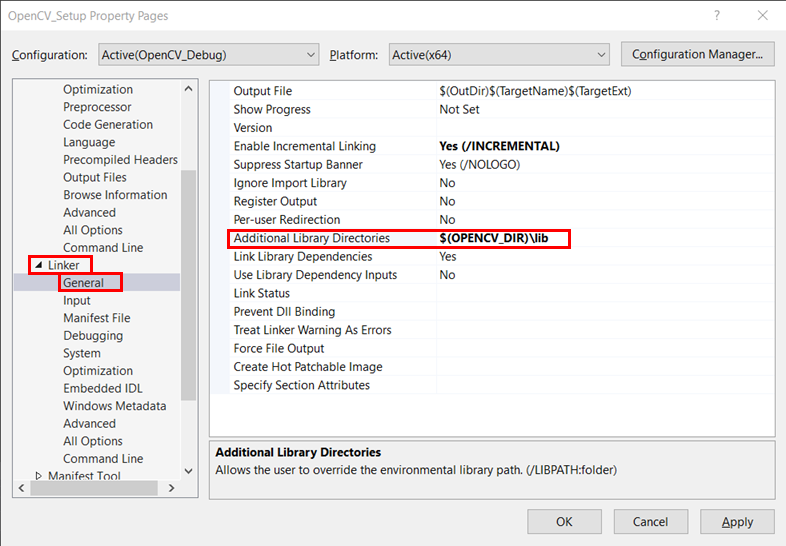 OpenCV_Setup Property Pages
Configuration: Active(OpenCV_Debug) Platform: Active(x64) Configuration Manager...
Optimization
Preprocessor
Code Generation
Language
Precompiled Headers
Output Files
Browse Information
Advanced
All Options
Command Line
Linker
General
Input
Manifest File
Debugging
System
Optimization
Embedded IDL
Windows Metadata
Advanced
All Options
Command Line
Manifest Tool
Output File $(OutDir)$(TargetName)$(TargetExt)
Show Progress Not Set
Version
Enable Incremental Linking Yes (/INCREMENTAL)
Suppress Startup Banner Yes (/NOLOGO)
Ignore Import Library No
Register Output No
Per-user Redirection No
Additional Library Directories $(OPENCV_DIR)\lib
Link Library Dependencies Yes
Use Library Dependency Inputs No
Link Status
Prevent Dll Binding
Treat Linker Warning As Errors
Force File Output
Create Hot Patchable Image
Specify Section Attributes
Additional Library Directories
Allows the user to override the environmental library path. (/LIBPATH:folder)
OK Cancel Apply